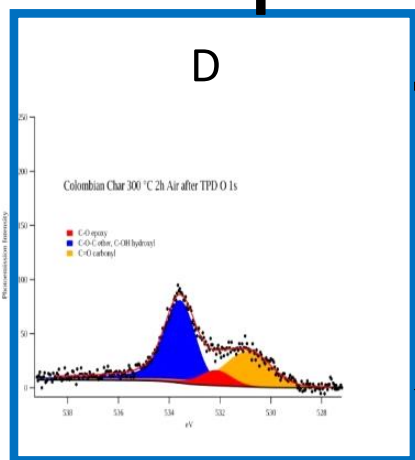 D
250
200
Colombian Char 300 °C 2h Air after TPD O 1s
150
C-O epoxy
C-O-C ether, C-OH hydroxyl
C=O carbonyl
100
50
0
Photoemission Intensity
538 536 534 532 530 528
eV